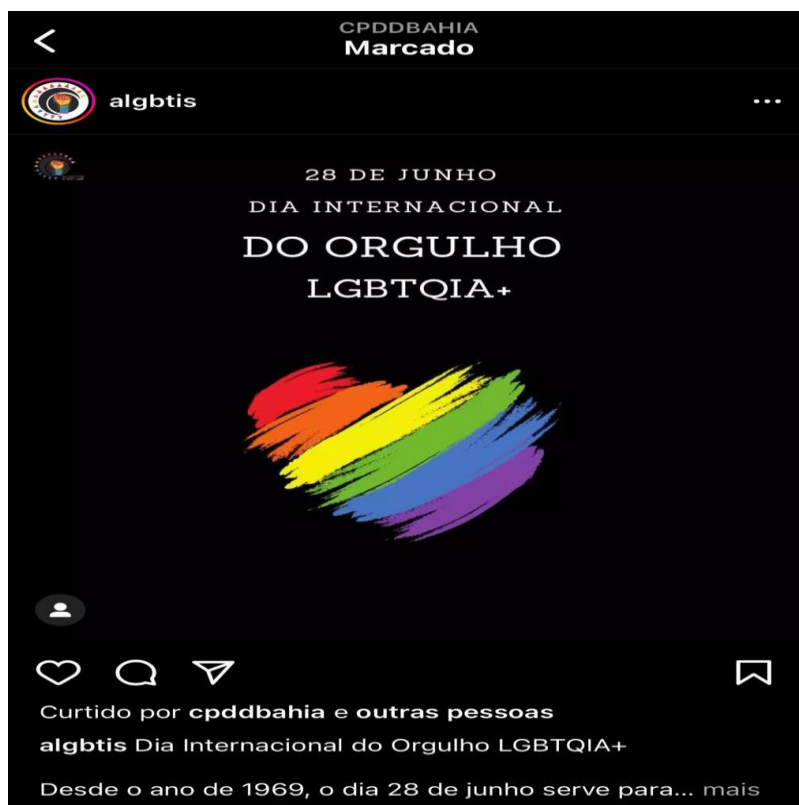 CPDDBAHIA
Marcado
algbtis
28 DE JUNHO
DIA INTERNACIONAL
DO ORGULHO
LGBTQIA+
Curtido por cpddbahia e outras pessoas
algbtis Dia Internacional do Orgulho LGBTQIA+
Desde o ano de 1969, o dia 28 de junho serve para... mais